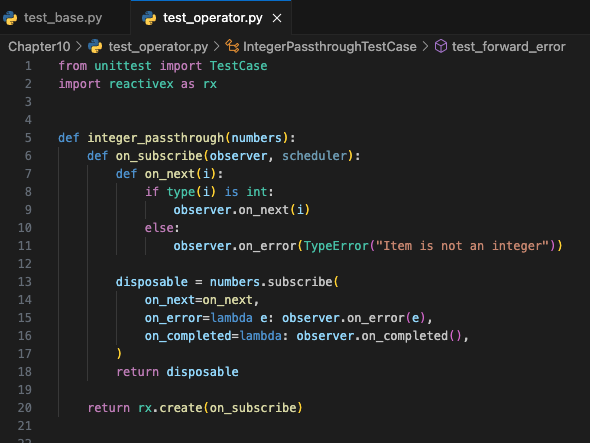 test_base.py test_operator.py ×
Chapter10 > test_operator.py > IntegerPassthroughTestCase > test_forward_error
1 from unittest import TestCase
2 import reactivex as rx
3
4
5 def integer_passthrough(numbers):
6     def on_subscribe(observer, scheduler):
7         def on_next(i):
8             if type(i) is int:
9                 observer.on_next(i)
10             else:
11                 observer.on_error(TypeError("Item is not an integer"))
12
13         disposable = numbers.subscribe(
14             on_next=on_next,
15             on_error=lambda e: observer.on_error(e),
16             on_completed=lambda: observer.on_completed(),
17         )
18         return disposable
19
20     return rx.create(on_subscribe)
21